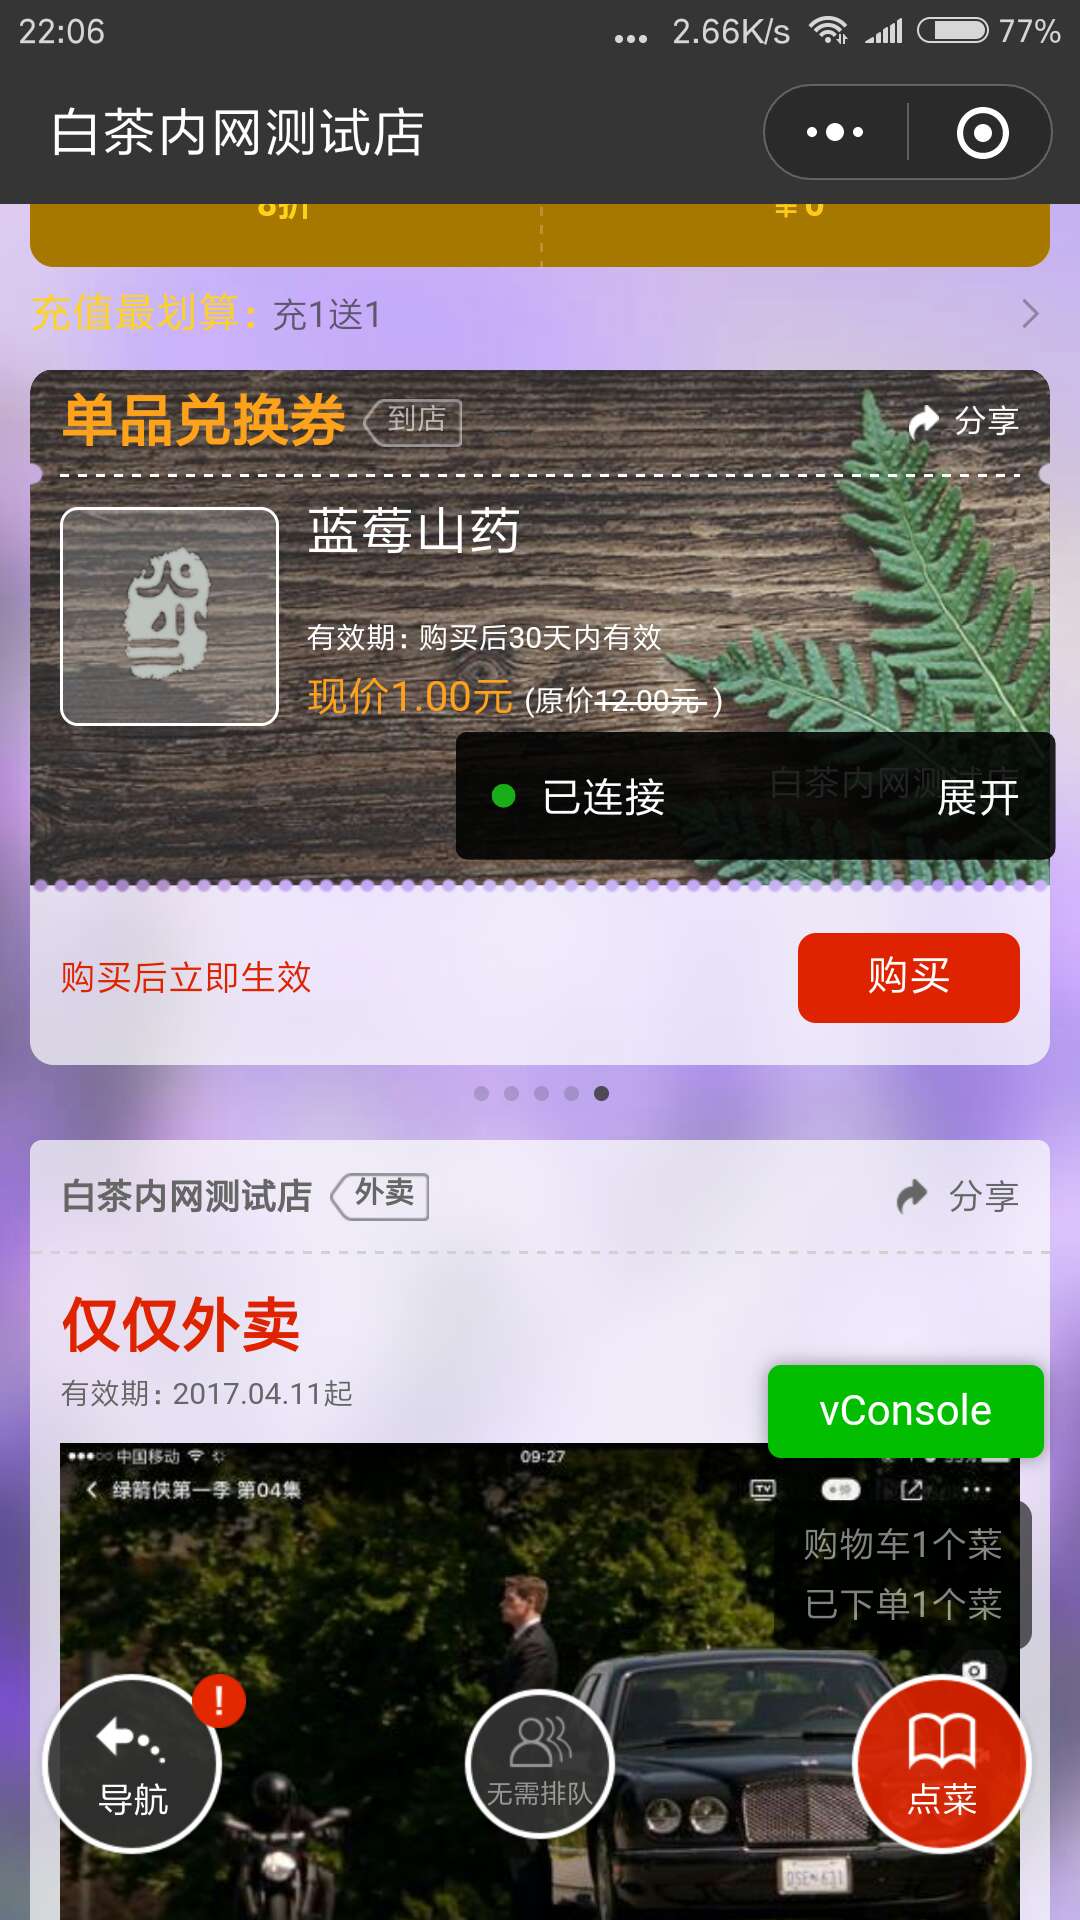 22:06 ... 2.66K/s 77%
白茶内网测试店
8折 ¥0
充值最划算: 充1送1
单品兑换券 到店 分享
蓝莓山药
有效期: 购买后30天内有效
现价1.00元 (原价12.00元 )
白茶内网测试店
已连接 展开
购买后立即生效 购买
白茶内网测试店 外卖 分享
仅仅外卖
有效期: 2017.04.11起
vConsole
中国移动 09:27
绿箭侠第一季 第04集 TV
购物车1个菜
已下单1个菜
!
导航 无需排队 点菜